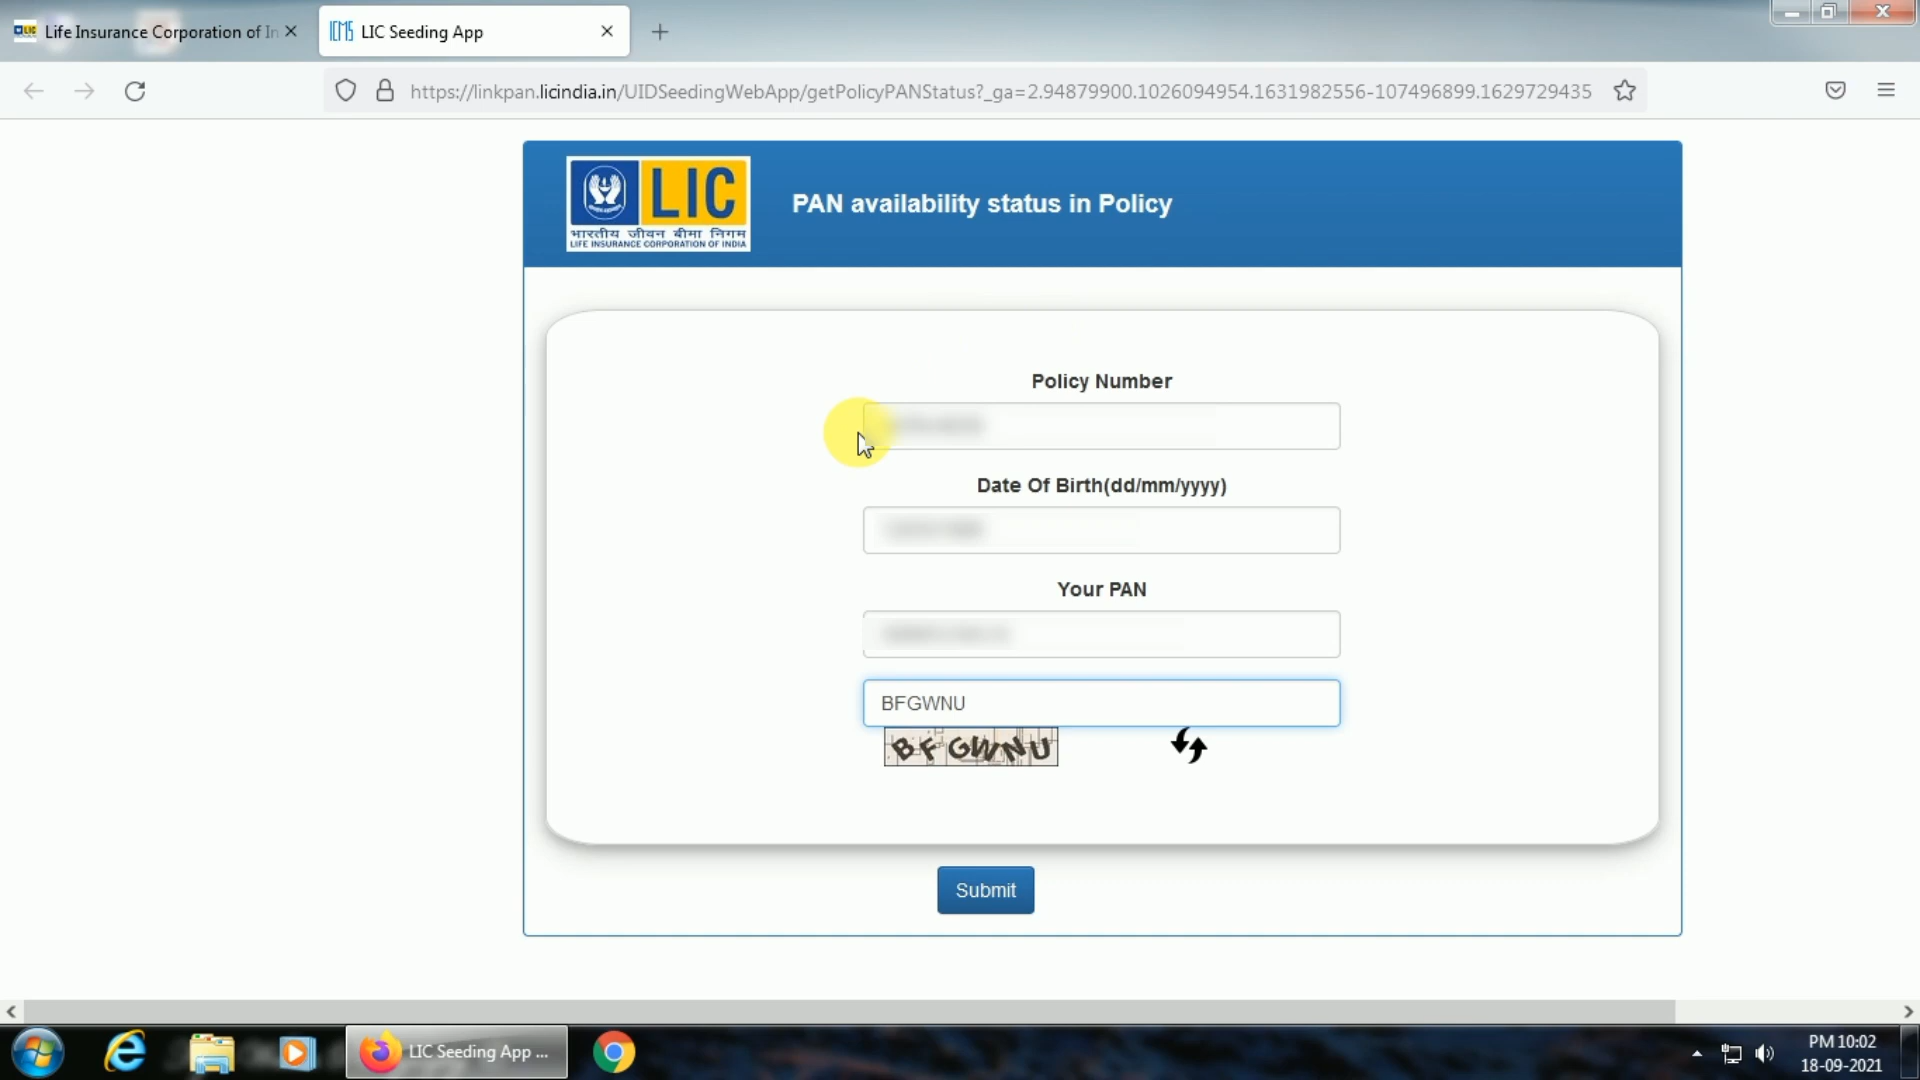 Life Insurance Corporation of In
LIC Seeding App
https://linkpan.licindia.in/UIDSeedingWebApp/getPolicyPANStatus?_ga=2.94879900.1026094954.1631982556-107496899.1629729435
LIC
भारतीय जीवन बीमा निगम
LIFE INSURANCE CORPORATION OF INDIA
PAN availability status in Policy
Policy Number
Date Of Birth(dd/mm/yyyy)
Your PAN
BFGWNU
BFGWNU
Submit
LIC Seeding App ...
PM 10:02
18-09-2021